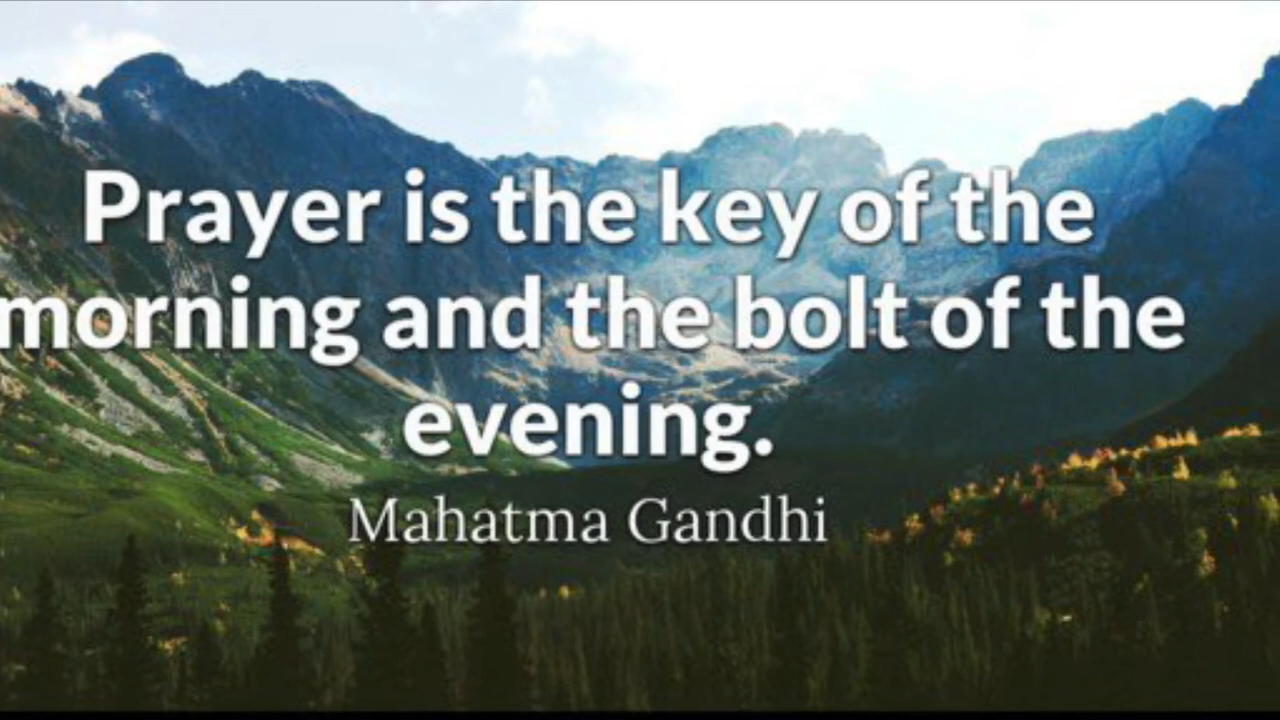 Prayer is the key of the
morning and the bolt of the
evening.
Mahatma Gandhi